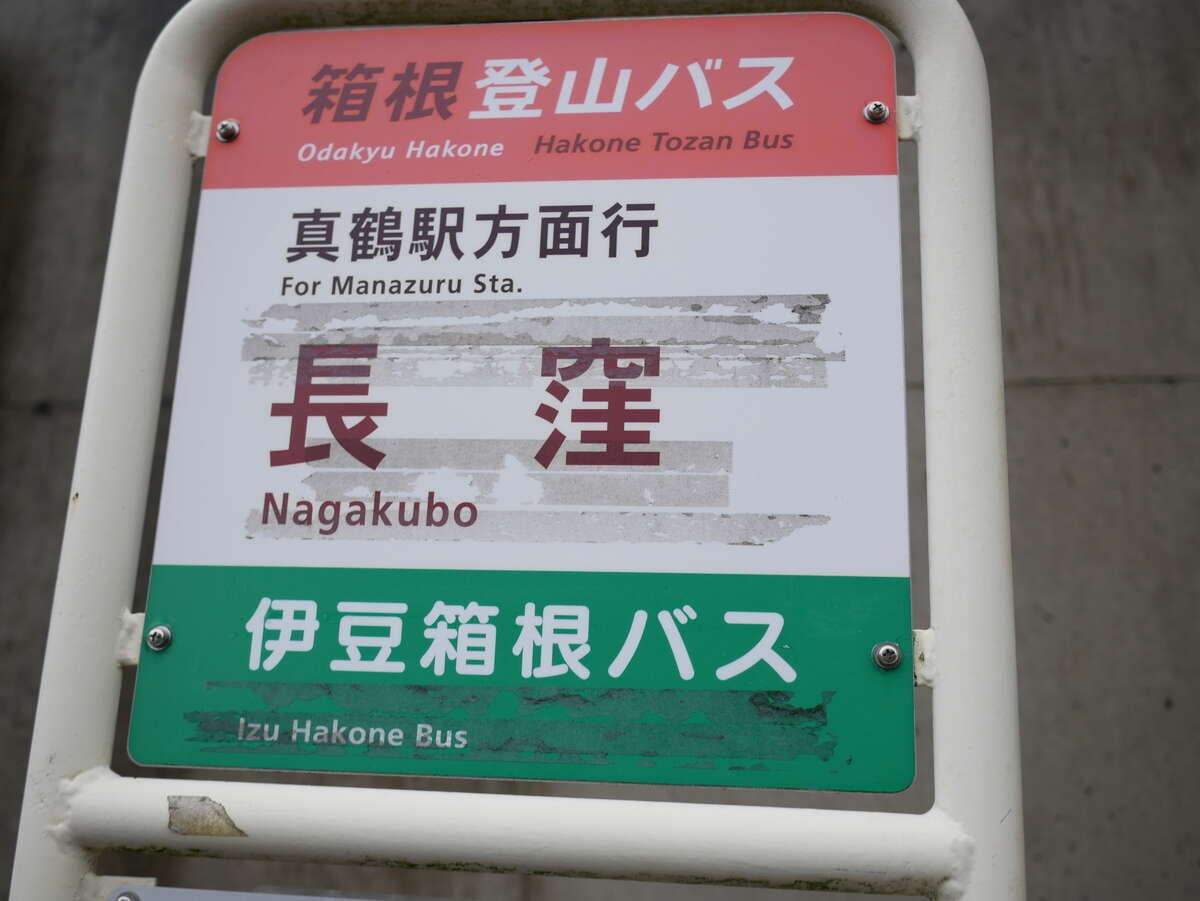 箱根登山バス
Odakyu Hakone Hakone Tozan Bus
真鶴駅方面行
For Manazuru Sta.
長窪
Nagakubo
伊豆箱根バス
Izu Hakone Bus